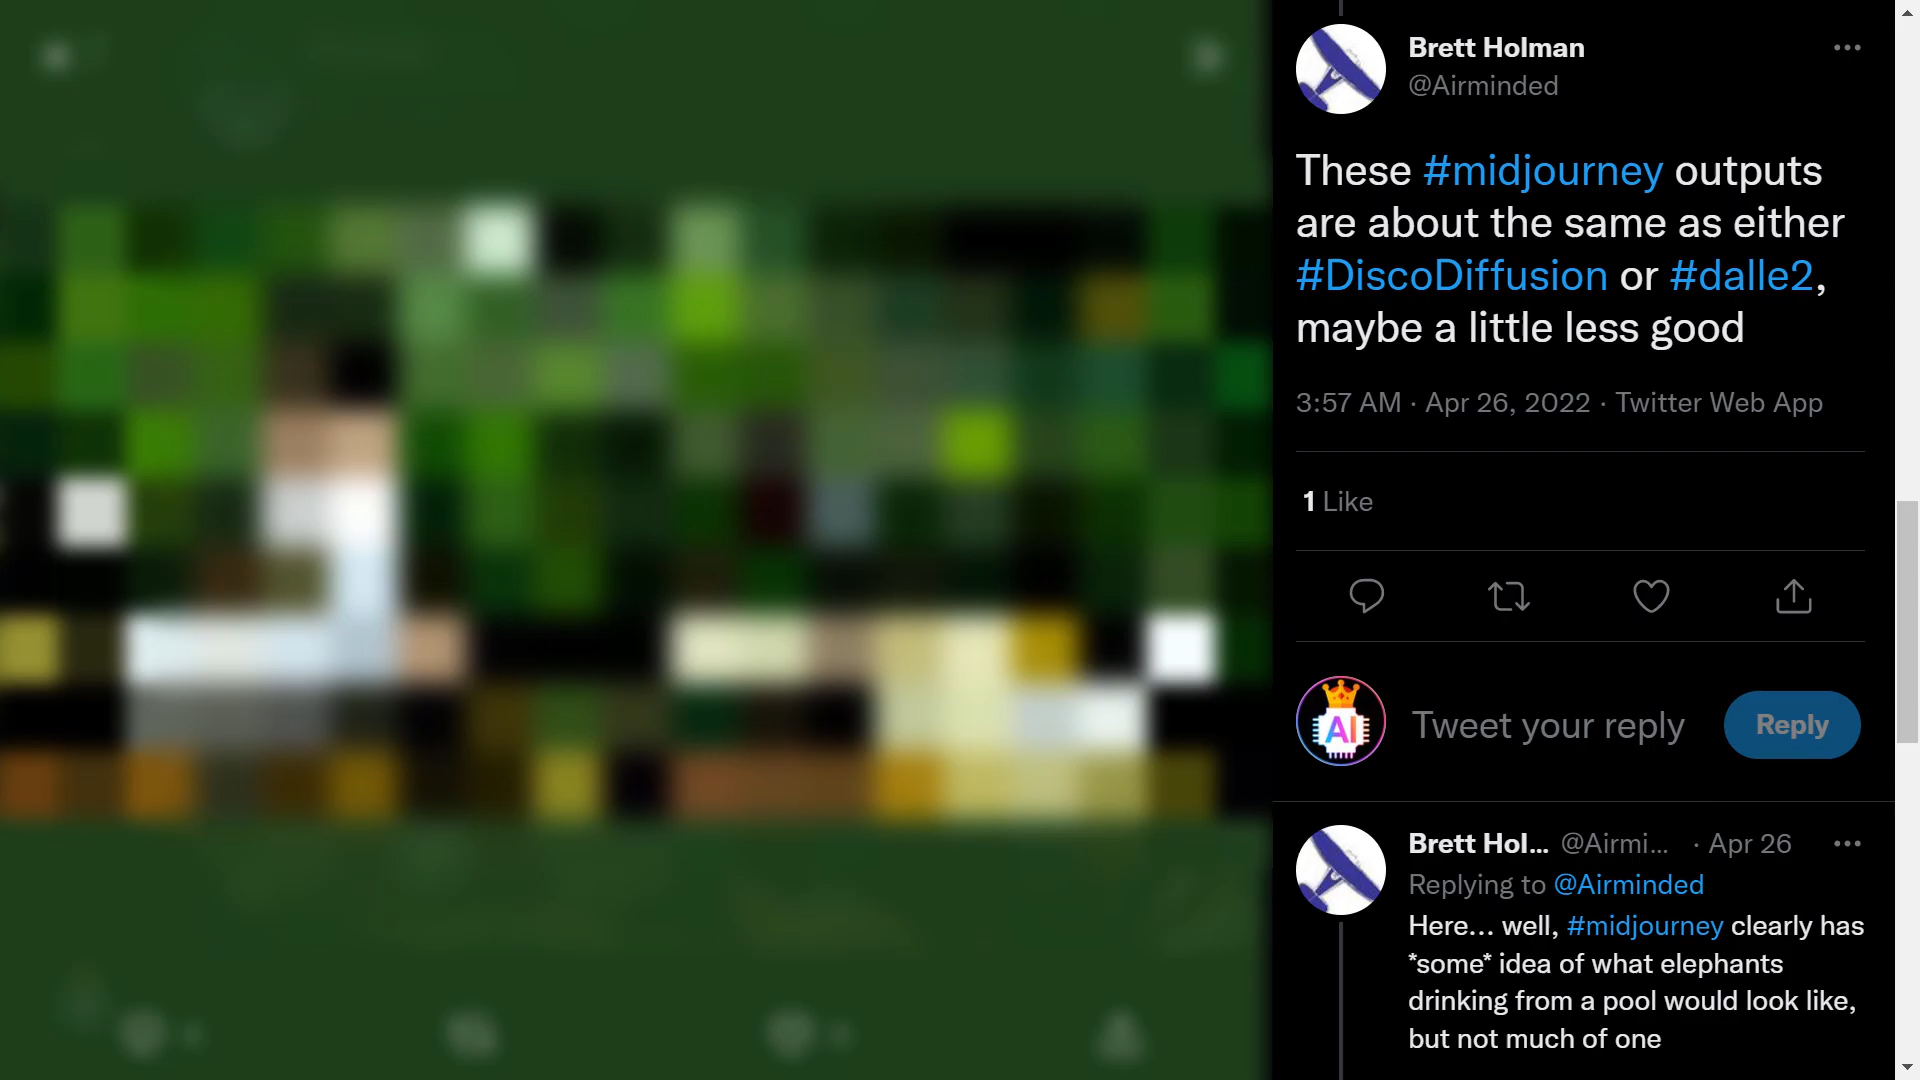 Brett Holman
@Airminded
These #midjourney outputs
are about the same as either
#DiscoDiffusion or #dalle2,
maybe a little less good
3:57 AM · Apr 26, 2022 · Twitter Web App
1 Like
AI
Tweet your reply
Reply
Brett Hol... @Airmi... · Apr 26
Replying to @Airminded
Here... well, #midjourney clearly has
*some* idea of what elephants
drinking from a pool would look like,
but not much of one